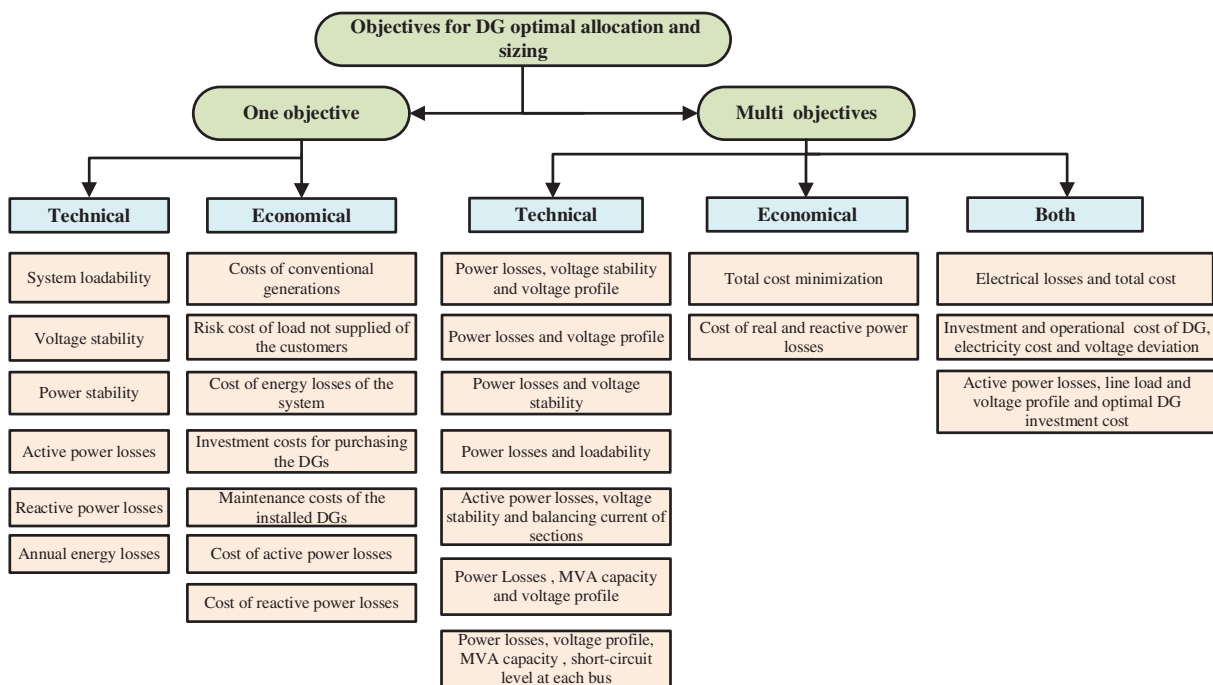 Objectives for DG optimal allocation and
sizing
One objective
Multi objectives
Technical
Economical
Technical
Economical
Both
System loadability
Voltage stability
Power stability
Active power losses
Reactive power losses
Annual energy losses
Costs of conventional
generations
Risk cost of load not supplied of
the customers
Cost of energy losses of the
system
Investment costs for purchasing
the DGs
Maintenance costs of the
installed DGs
Cost of active power losses
Cost of reactive power losses
Power losses, voltage stability
and voltage profile
Power losses and voltage profile
Power losses and voltage
stability
Power losses and loadability
Active power losses, voltage
stability and balancing current of
sections
Power Losses , MVA capacity
and voltage profile
Power losses, voltage profile,
MVA capacity , short-circuit
level at each bus
Total cost minimization
Cost of real and reactive power
losses
Electrical losses and total cost
Investment and operational cost of DG,
electricity cost and voltage deviation
Active power losses, line load and
voltage profile and optimal DG
investment cost